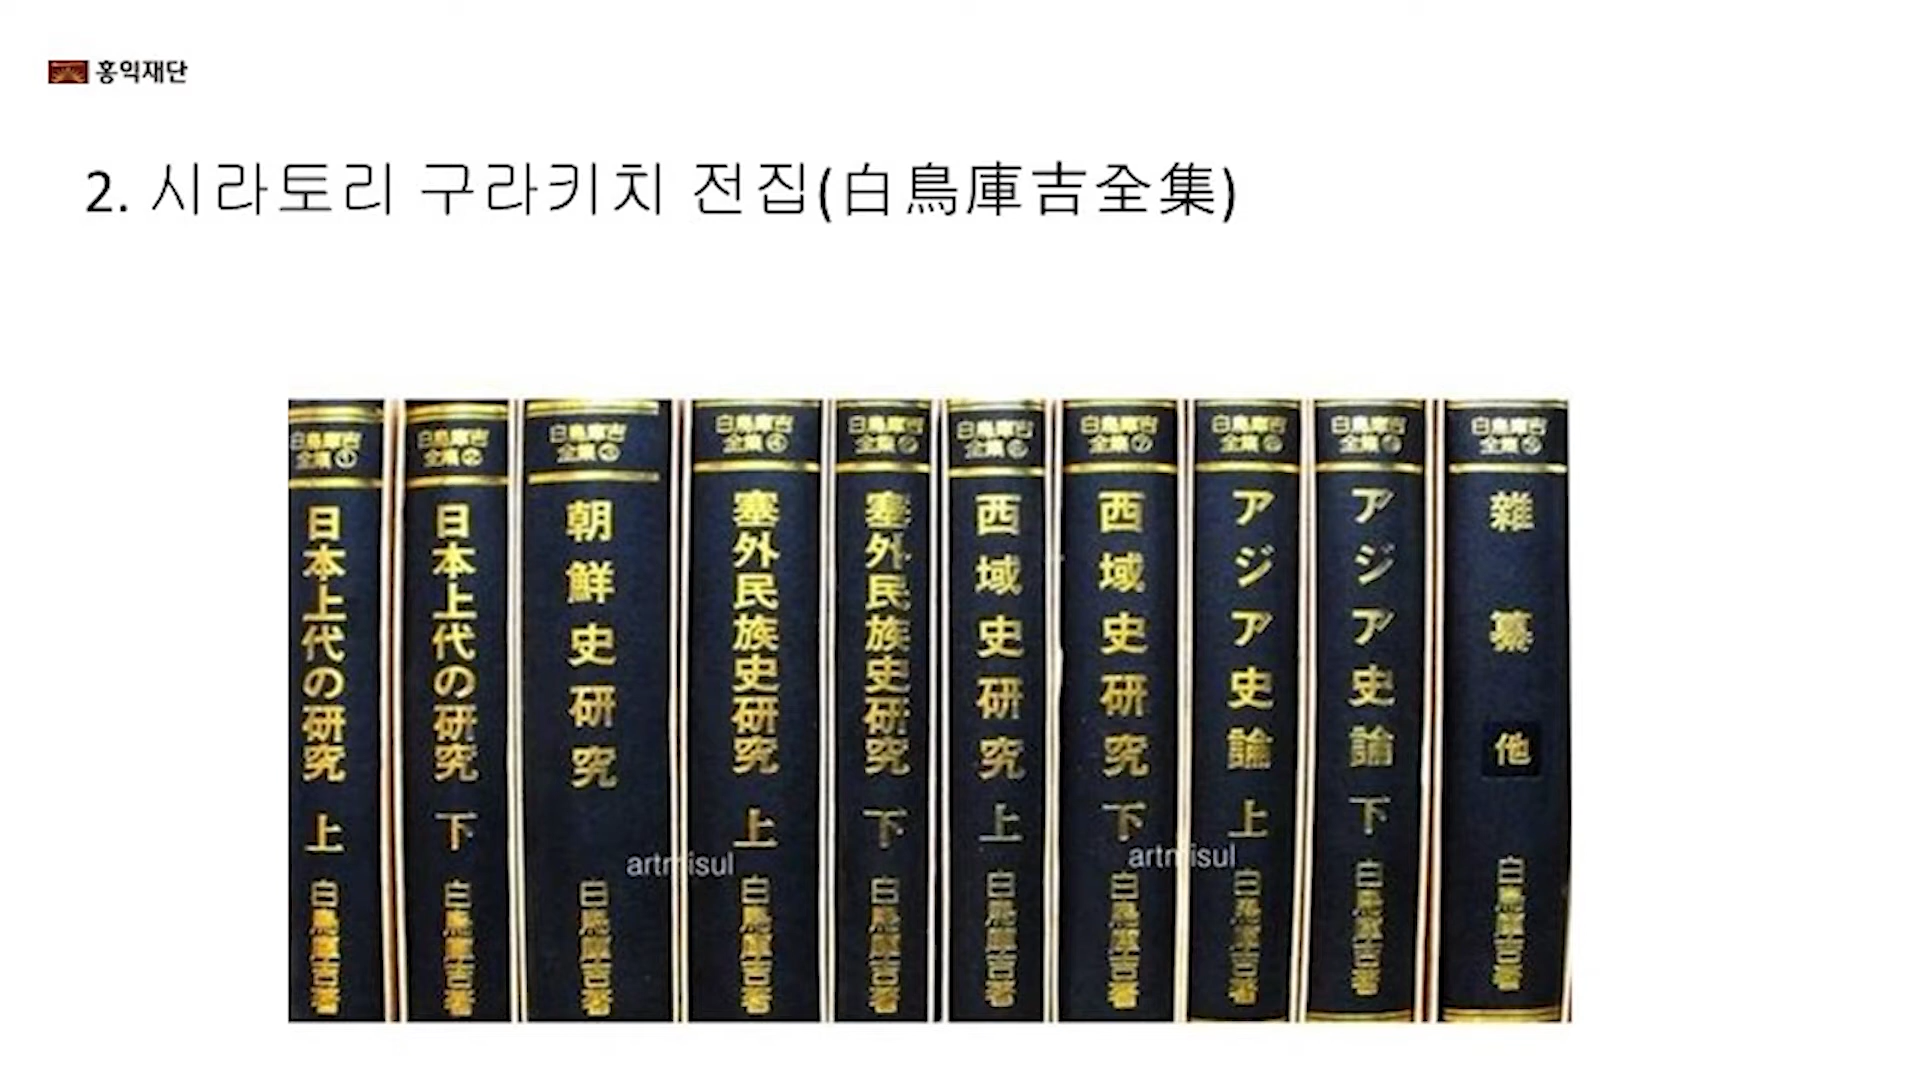 홍익재단
2. 시라토리 구라키치 전집(白鳥庫吉全集)
白鳥庫吉
全集①
日本上代の研究 上
白鳥庫吉著
白鳥庫吉
全集②
日本上代の研究 下
白鳥庫吉著
白鳥庫吉
全集③
朝鮮史研究
白鳥庫吉著
白鳥庫吉
全集④
塞外民族史研究 上
白鳥庫吉著
白鳥庫吉
全集
塞外民族史研究 下
白鳥庫吉著
白鳥庫吉
全集⑥
西域史研究 上
白鳥庫吉著
白鳥庫吉
全集⑦
西域史研究 下
白鳥庫吉著
白鳥庫吉
全集
アジア史論 上
白鳥庫吉著
白鳥庫吉
全集
アジア史論 下
白鳥庫吉著
白鳥庫吉
全集
雑纂 他
白鳥庫吉著
artmisul
artmisul